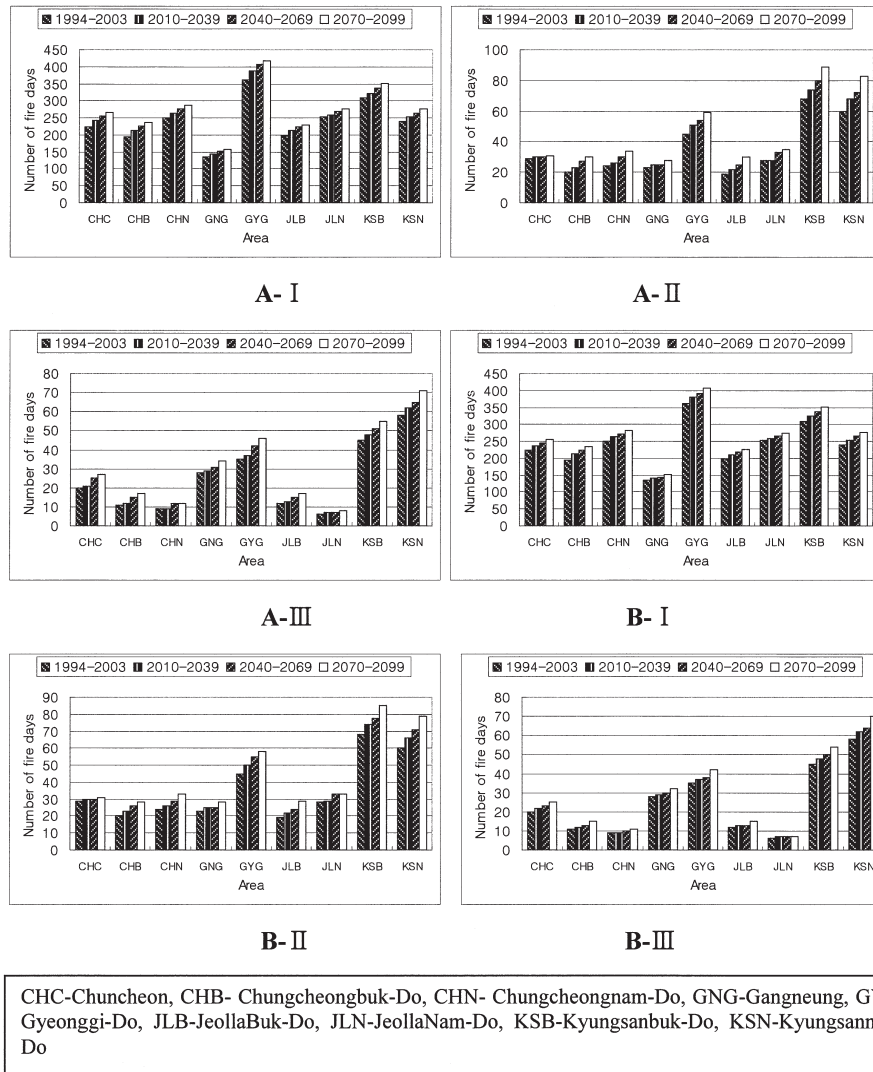 1994-2003 2010-2039 2040-2069 2070-2099
450
400
350
300
250
200
150
100
50
0
Number of fire days
CHC CHB CHN GNG GYG JLB JLN KSB KSN
Area
A- Ⅰ
1994-2003 2010-2039 2040-2069 2070-2099
100
80
60
40
20
0
Number of fire days
CHC CHB CHN GNG GYG JLB JLN KSB KSN
Area
A- Ⅱ
1994-2003 2010-2039 2040-2069 2070-2099
80
70
60
50
40
30
20
10
0
Number of fire days
CHC CHB CHN GNG GYG JLB JLN KSB KSN
Area
A-Ⅲ
1994-2003 2010-2039 2040-2069 2070-2099
450
400
350
300
250
200
150
100
50
0
Number of fire days
CHC CHB CHN GNG GYG JLB JLN KSB KSN
Area
B- Ⅰ
1994-2003 2010-2039 2040-2069 2070-2099
90
80
70
60
50
40
30
20
10
0
Number of fire days
CHC CHB CHN GNG GYG JLB JLN KSB KSN
Area
B- Ⅱ
1994-2003 2010-2039 2040-2069 2070-2099
80
70
60
50
40
30
20
10
0
Number of fire days
CHC CHB CHN GNG GYG JLB JLN KSB KSN
Area
B-Ⅲ
CHC-Chuncheon, CHB- Chungcheongbuk-Do, CHN- Chungcheongnam-Do, GNG-Gangneung,
Gyeonggi-Do, JLB-JeollaBuk-Do, JLN-JeollaNam-Do, KSB-Kyungsanbuk-Do,
Do